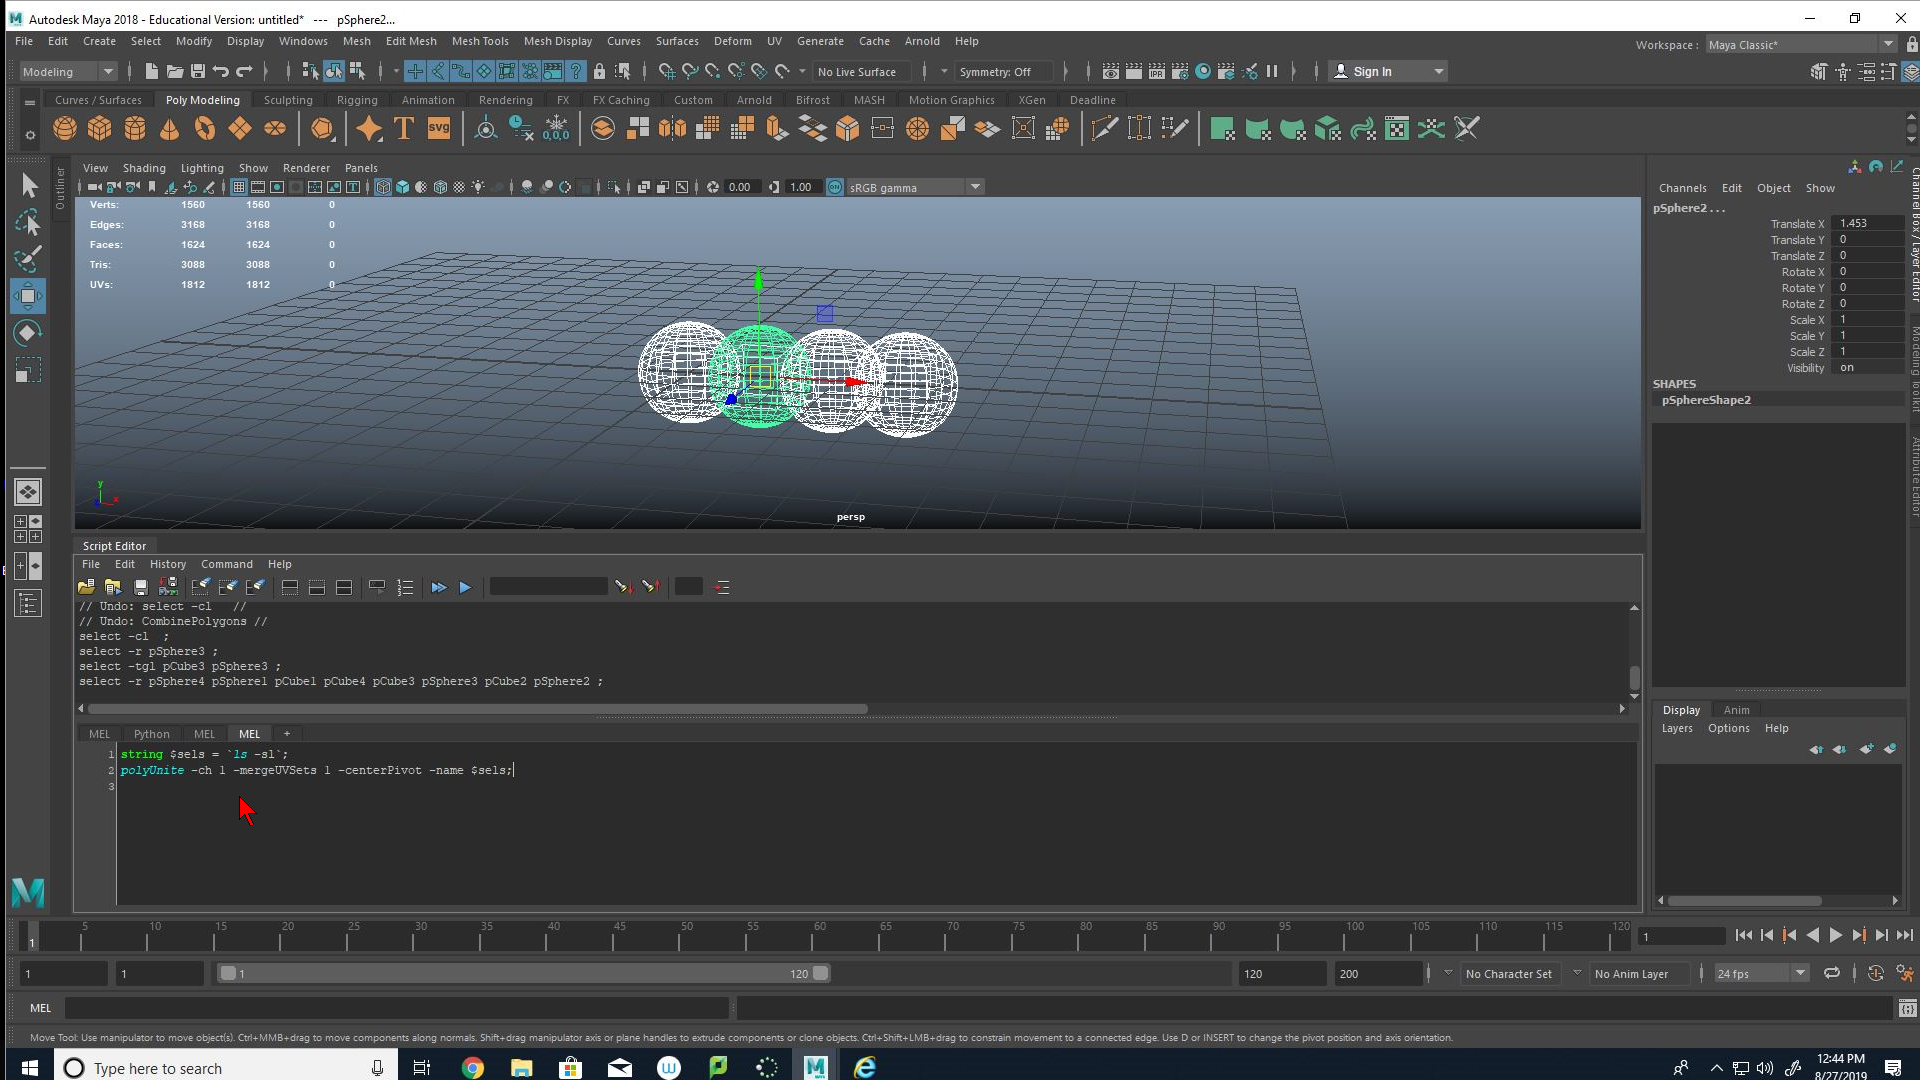 Autodesk Maya 2018 - Educational Version: untitled*   ---   pSphere2...
File Edit Create Select Modify Display Windows Mesh Edit Mesh Mesh Tools Mesh Display Curves Surfaces Deform UV Generate Cache Arnold Help
Workspace : Maya Classic*
Modeling
No Live Surface
Symmetry: Off
Sign In
Curves / Surfaces Poly Modeling Sculpting Rigging Animation Rendering FX FX Caching Custom Arnold Bifrost MASH Motion Graphics XGen Deadline
T SVG 0,0,0
Outliner
View Shading Lighting Show Renderer Panels
0.00 1.00 ON sRGB gamma
Verts: 1560 1560 0
Edges: 3168 3168 0
Faces: 1624 1624 0
Tris: 3088 3088 0
UVs: 1812 1812 0
y
x
persp
Channels Edit Object Show
pSphere2 . . .
Translate X 1.453
Translate Y 0
Translate Z 0
Rotate X 0
Rotate Y 0
Rotate Z 0
Scale X 1
Scale Y 1
Scale Z 1
Visibility on
SHAPES
pSphereShape2
Channel Box / Layer Editor
Modeling Toolkit
Attribute Editor
Script Editor
File Edit History Command Help
// Undo: select -cl   //
// Undo: CombinePolygons //
select -cl  ;
select -r pSphere3 ;
select -tgl pCube3 pSphere3 ;
select -r pSphere4 pSphere1 pCube1 pCube4 pCube3 pSphere3 pCube2 pSphere2 ;
MEL Python MEL MEL +
1 string $sels = `ls -sl`;
2 polyUnite -ch 1 -mergeUVSets 1 -centerPivot -name $sels;
3
Display Anim
Layers Options Help
1 5 10 15 20 25 30 35 40 45 50 55 60 65 70 75 80 85 90 95 100 105 110 115 120
1
1 1 1 120 120 200 No Character Set No Anim Layer 24 fps
MEL
Move Tool: Use manipulator to move object(s). Ctrl+MMB+drag to move components along normals. Shift+drag manipulator axis or plane handles to extrude components or clone objects. Ctrl+Shift+LMB+drag to constrain movement to a connected edge. Use D or INSERT to change the pivot position and axis orientation.
Type here to search
12:44 PM
8/27/2019